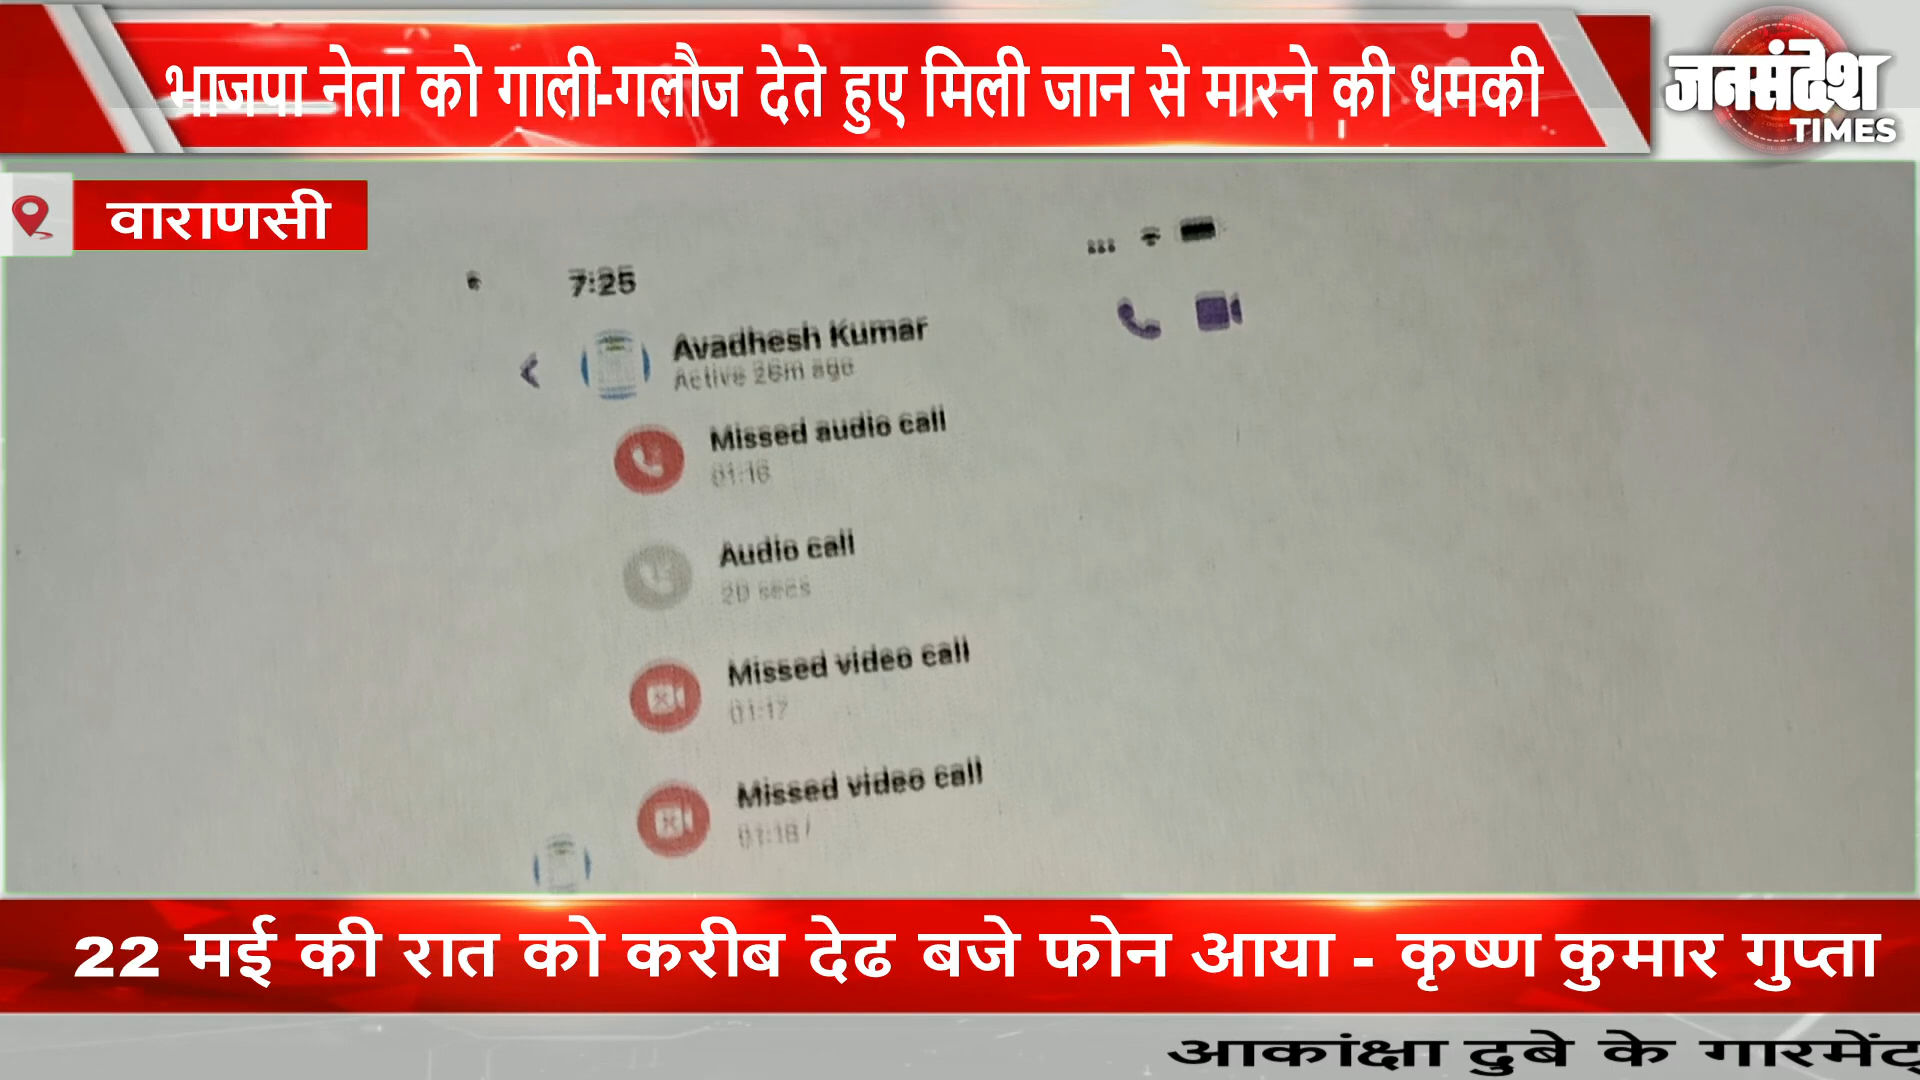 भाजपा नेता को गाली-गलौज देते हुए मिली जान से मारने की धमकी
जनसंदेश
TIMES
वाराणसी
7:25
Avadhesh Kumar
Active 26m ago
Missed audio call
01:16
Audio call
20 secs
Missed video call
01:17
Missed video call
01:18
22 मई की रात को करीब देढ बजे फोन आया - कृष्ण कुमार गुप्ता
आकांक्षा दुबे के गारमेंट